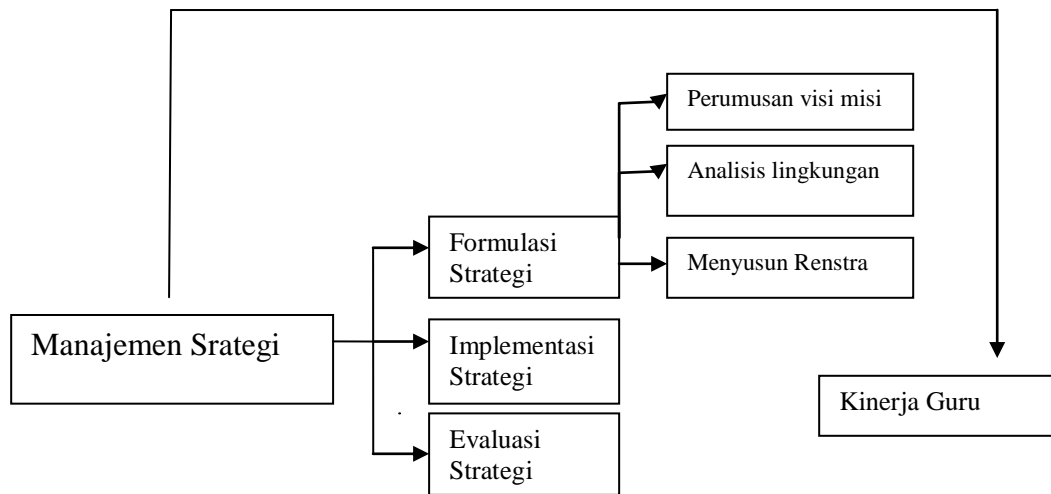 Perumusan visi misi
Analisis lingkungan
Formulasi
Strategi
Menyusun Renstra
Manajemen Srategi
Implementasi
Strategi
Kinerja Guru
Evaluasi
Strategi